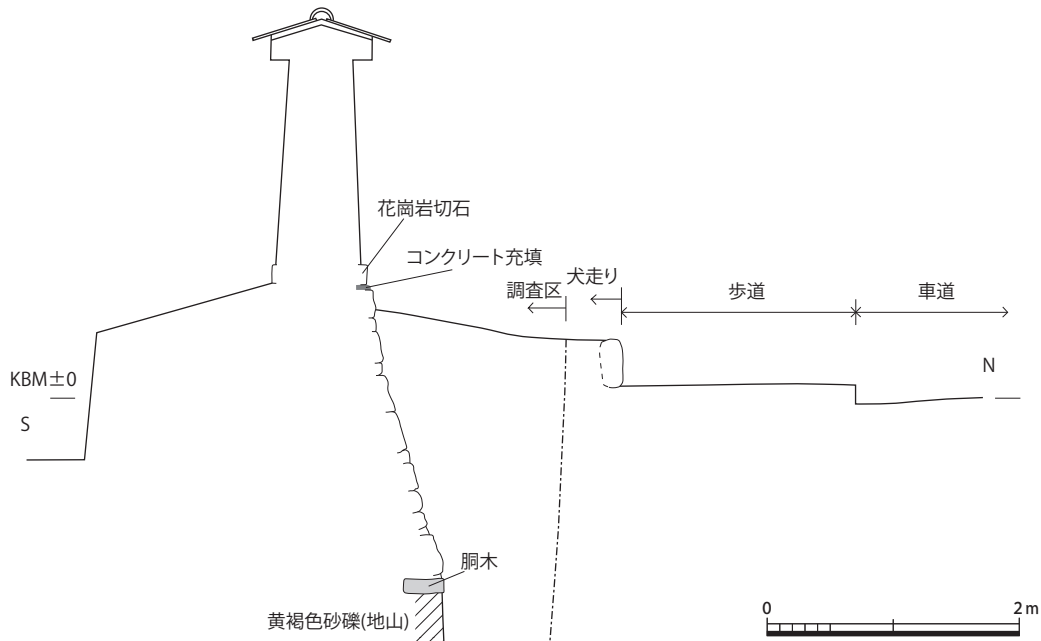 花崗岩切石
コンクリート充填
調査区
犬走り
歩道
車道
KBM±0
N
S
胴木
黄褐色砂礫(地山)
0
2m